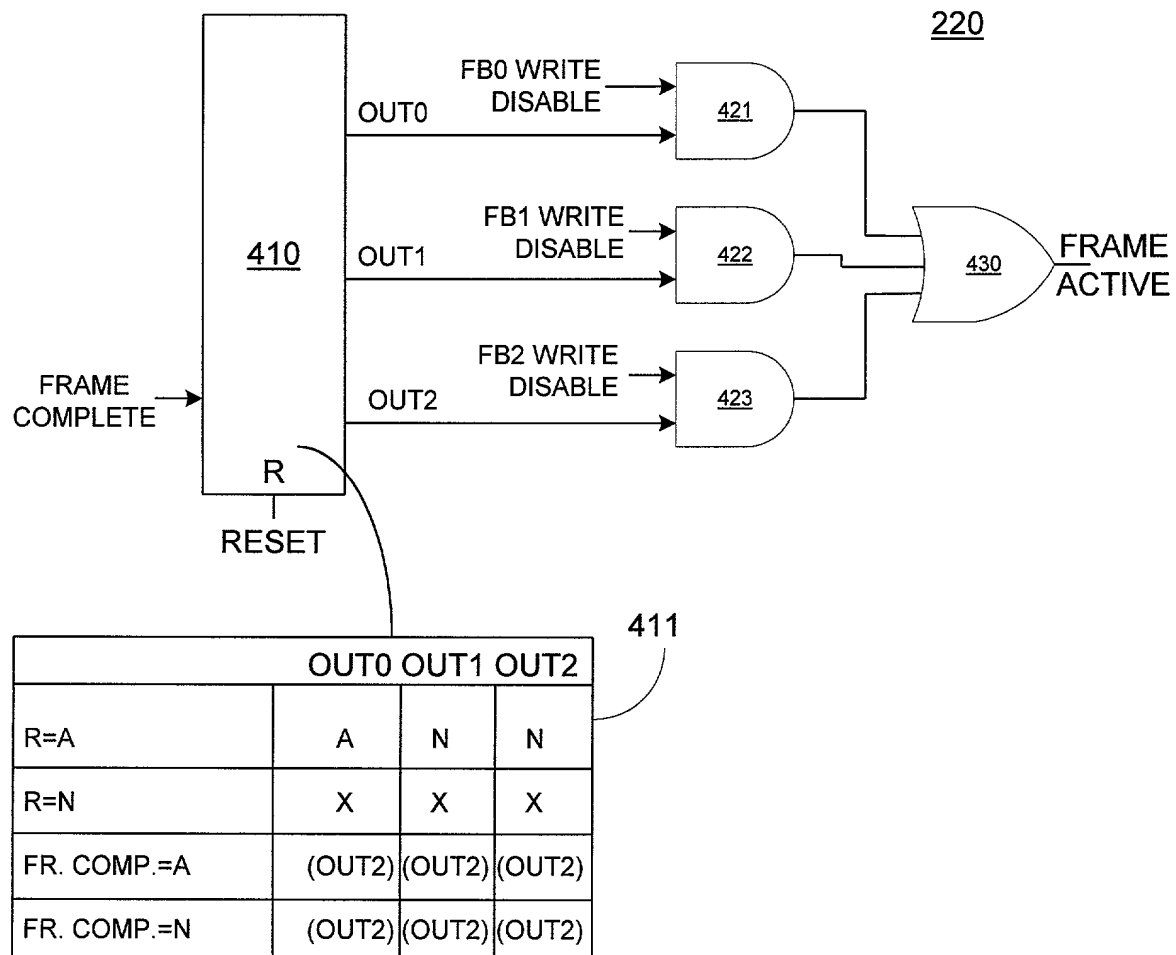 220
FB0 WRITE
DISABLE
421
OUT0
FB1 WRITE
DISABLE
422
410
OUT1
430
FRAME
ACTIVE
FB2 WRITE
DISABLE
423
FRAME
COMPLETE
OUT2
R
RESET
411
OUT0 OUT1 OUT2
R=A A N N
R=N X X X
FR. COMP.=A (OUT2) (OUT2) (OUT2)
FR. COMP.=N (OUT2) (OUT2) (OUT2)